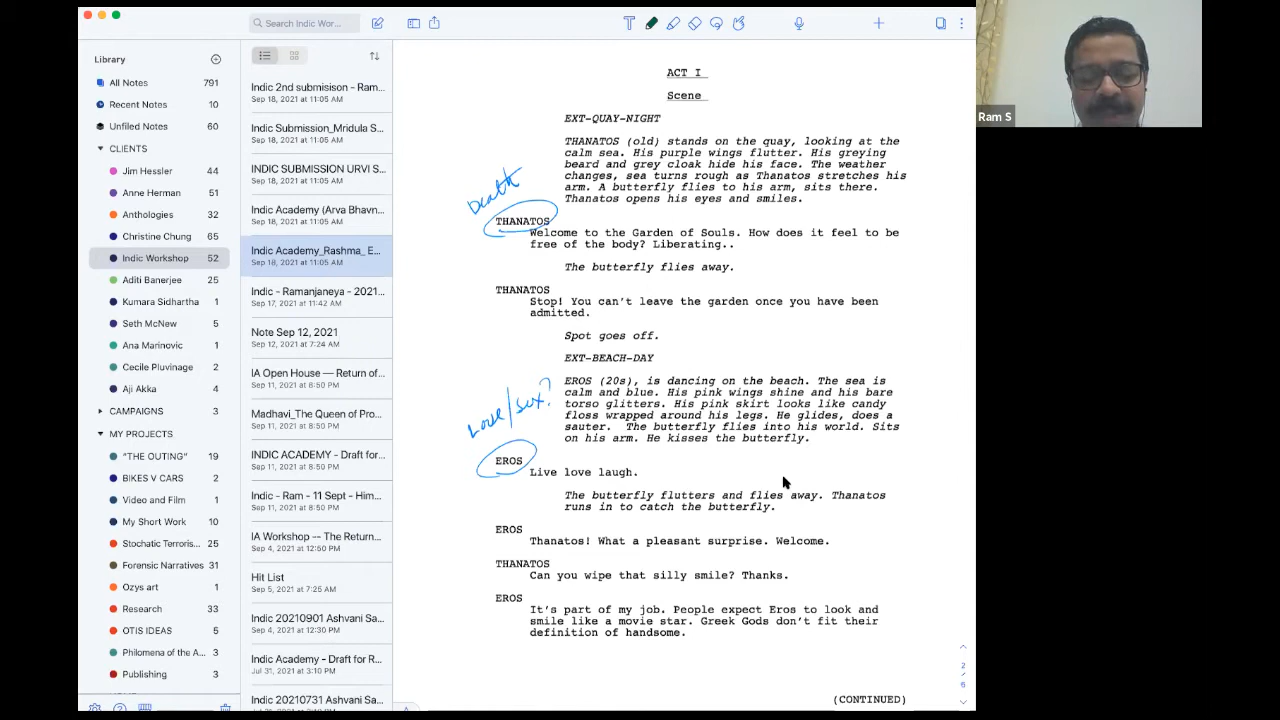 Search Indic Wor...
Library
All Notes 791
Recent Notes 10
Unfiled Notes 60
CLIENTS
Jim Hessler 44
Anne Herman 51
Anthologies 32
Christine Chung 65
Indic Workshop 52
Aditi Banerjee 25
Kumara Sidhartha 1
Seth McNew 5
Ana Marinovic 1
Cecile Pluvinage 2
Aji Akka 4
CAMPAIGNS 3
MY PROJECTS
"THE OUTING" 19
BIKES V CARS 2
Video and Film 1
My Short Work 10
Stochatic Terroris... 25
Forensic Narratives 31
Ozys art 1
Research 33
OTIS IDEAS 5
Philomena of the A... 3
Publishing 3
Indic 2nd submisison - Ram...
Sep 18, 2021 at 11:05 AM
Indic Submission_Mridula S...
Sep 18, 2021 at 11:05 AM
INDIC SUBMISSION URVI S...
Sep 18, 2021 at 11:05 AM
Indic Academy (Arva Bhavn...
Sep 18, 2021 at 11:05 AM
Indic Academy_Rashma_ E...
Sep 18, 2021 at 11:05 AM
Indic - Ramanjaneya - 2021...
Sep 17, 2021 at 11:42 AM
Note Sep 12, 2021
Sep 12, 2021 at 7:24 AM
IA Open House — Return of...
Sep 11, 2021 at 8:50 PM
Madhavi_The Queen of Pro...
Sep 11, 2021 at 8:50 PM
INDIC ACADEMY - Draft for...
Sep 11, 2021 at 8:50 PM
Indic - Ram - 11 Sept - Him...
Sep 11, 2021 at 8:50 PM
IA Workshop -- The Return...
Sep 4, 2021 at 12:50 PM
Hit List
Sep 5, 2021 at 7:25 AM
Indic 20210901 Ashvani Sa...
Sep 4, 2021 at 12:30 PM
Indic Academy - Draft for R...
Jul 31, 2021 at 3:10 PM
Indic 20210731 Ashvani Sa...
ACT I
Scene
EXT-QUAY-NIGHT
THANATOS (old) stands on the quay, looking at the
calm sea. His purple wings flutter. His greying
beard and grey cloak hide his face. The weather
changes, sea turns rough as Thanatos stretches his
arm. A butterfly flies to his arm, sits there.
Thanatos opens his eyes and smiles.
Death
THANATOS
Welcome to the Garden of Souls. How does it feel to be
free of the body? Liberating..
The butterfly flies away.
THANATOS
Stop! You can't leave the garden once you have been
admitted.
Spot goes off.
EXT-BEACH-DAY
EROS (20s), is dancing on the beach. The sea is
calm and blue. His pink wings shine and his bare
torso glitters. His pink skirt looks like candy
floss wrapped around his legs. He glides, does a
sauter. The butterfly flies into his world. Sits
on his arm. He kisses the butterfly.
Love/Sex?
EROS
Live love laugh.
The butterfly flutters and flies away. Thanatos
runs in to catch the butterfly.
EROS
Thanatos! What a pleasant surprise. Welcome.
THANATOS
Can you wipe that silly smile? Thanks.
EROS
It's part of my job. People expect Eros to look and
smile like a movie star. Greek Gods don't fit their
definition of handsome.
(CONTINUED)
2
/
6
Ram S